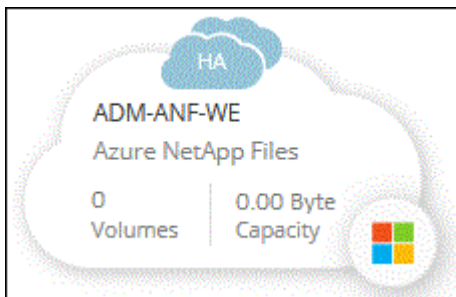 HA
ADM-ANF-WE
Azure NetApp Files
0 0.00 Byte
Volumes Capacity